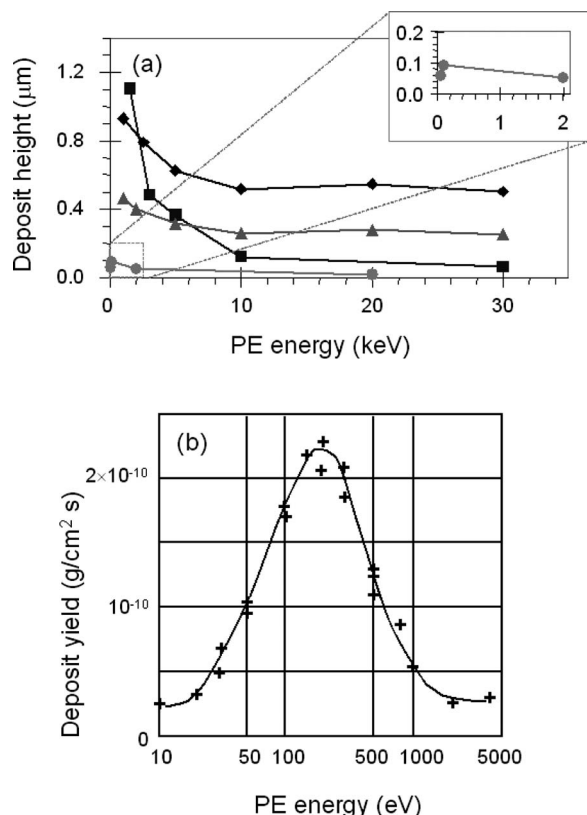 (a)
Deposit height (μm)
1.2
0.8
0.4
0.0
0 10 20 30
PE energy (keV)
0.2
0.1
0.0
0 1 2
(b)
Deposit yield (g/cm² s)
2×10⁻¹⁰
10⁻¹⁰
0
10 50 100 500 1000 5000
PE energy (eV)